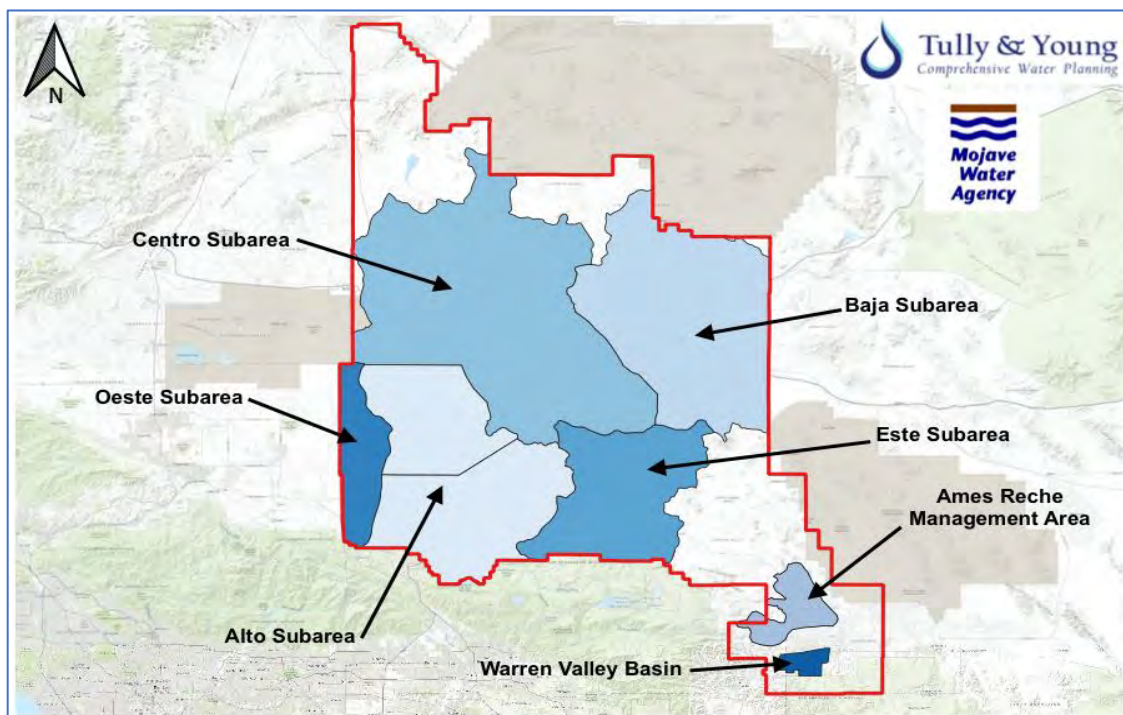 N
Tully & Young
Comprehensive Water Planning
Mojave
Water
Agency
Centro Subarea
Baja Subarea
Oeste Subarea
Este Subarea
Ames Reche
Management Area
Alto Subarea
Warren Valley Basin